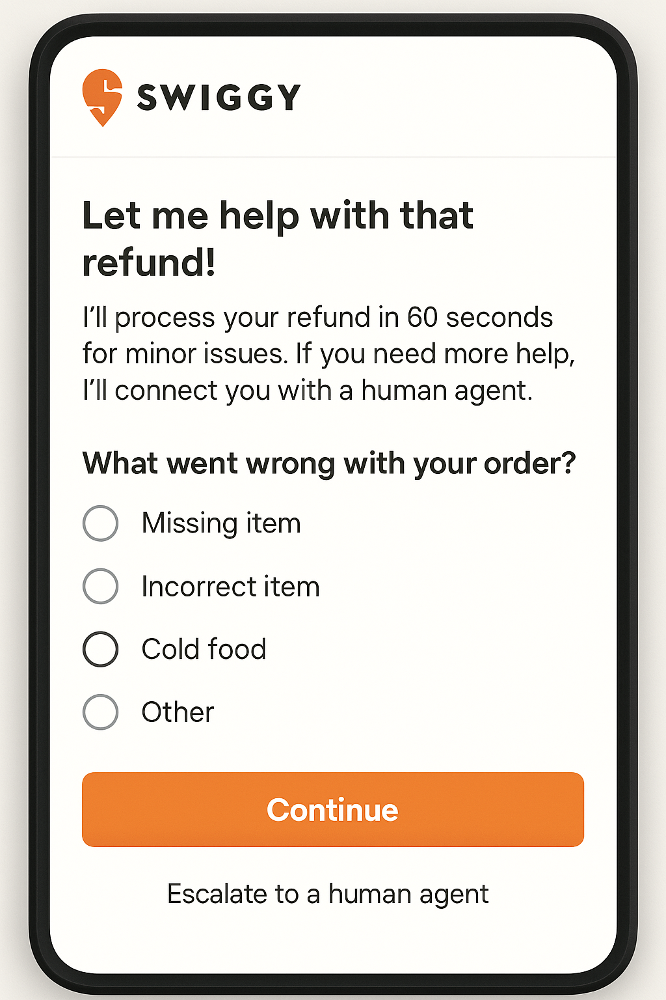 SWIGGY
Let me help with that
refund!
I’ll process your refund in 60 seconds
for minor issues. If you need more help,
I’ll connect you with a human agent.
What went wrong with your order?
Missing item
Incorrect item
Cold food
Other
Continue
Escalate to a human agent